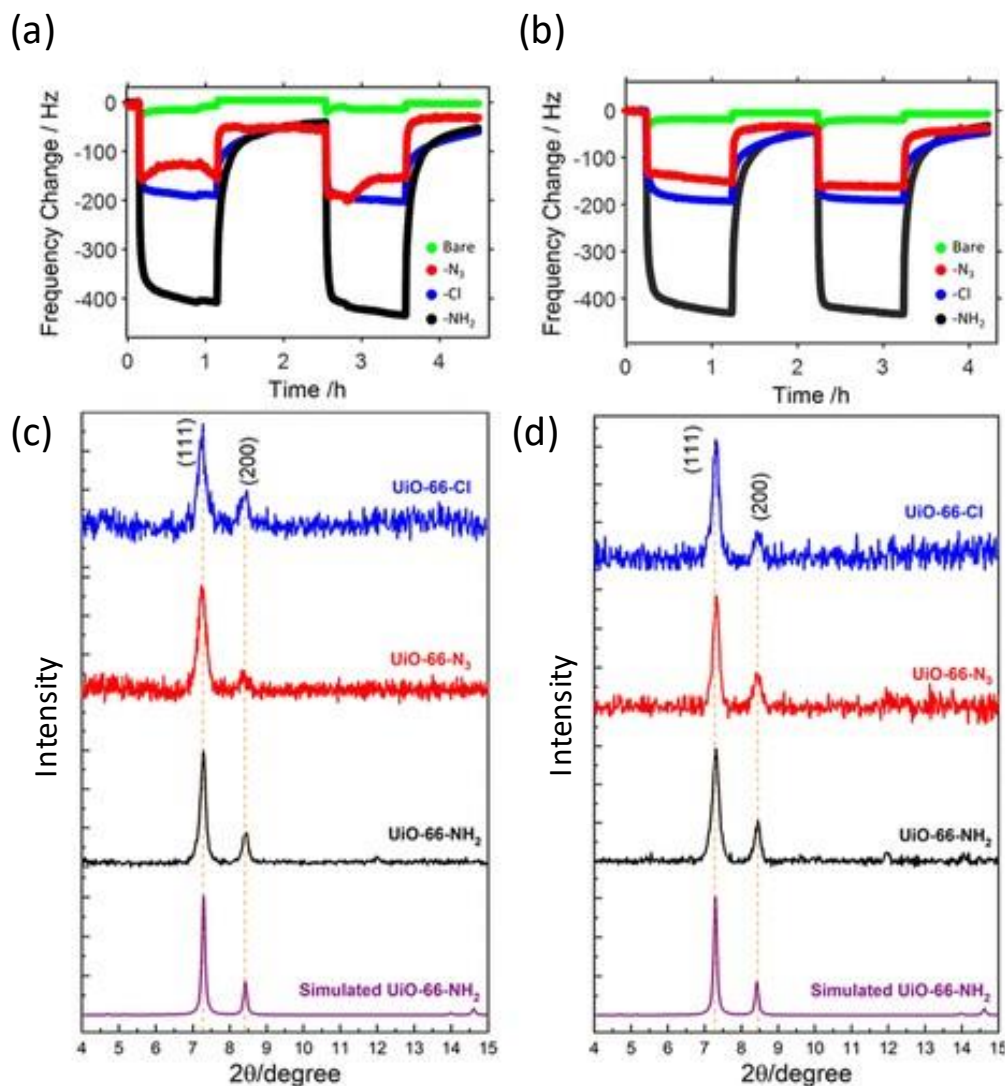 (a)
Frequency Change / Hz
0
-100
-200
-300
-400
Bare
-N₃
-Cl
-NH₂
0 1 2 3 4
Time /h
(b)
Frequency Change / Hz
0
-100
-200
-300
-400
Bare
-N₃
-Cl
-NH₂
0 1 2 3 4
Time /h
(c)
Intensity
(111)
(200)
UiO-66-Cl
UiO-66-N₃
UiO-66-NH₂
Simulated UiO-66-NH₂
4 5 6 7 8 9 10 11 12 13 14 15
2θ/degree
(d)
Intensity
(111)
(200)
UiO-66-Cl
UiO-66-N₃
UiO-66-NH₂
Simulated UiO-66-NH₂
4 5 6 7 8 9 10 11 12 13 14 15
2θ/degree